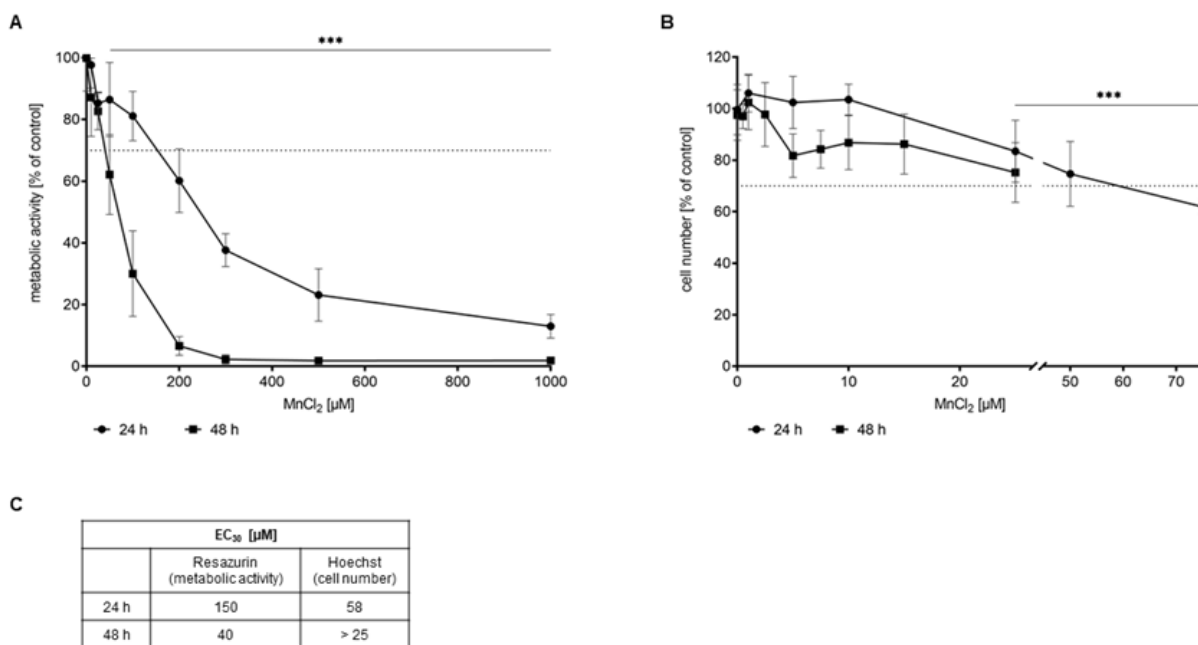 A
***
100
80
60
40
20
0
metabolic activity [% of control]
0 200 400 600 800 1000
MnCl₂ [µM]
24 h 48 h
B
***
120
100
80
60
40
20
0
cell number [% of control]
0 10 20 50 60 70
MnCl₂ [µM]
24 h 48 h
C
EC₃₀ [µM]
Resazurin (metabolic activity) Hoechst (cell number)
24 h 150 58
48 h 40 > 25